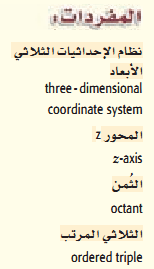 المفردات:
نظام الإحداثيات الثلاثي
الأبعاد
three-dimensional
coordinate system
المحور z
z-axis
الثُمن
octant
الثلاثي المرتب
ordered triple